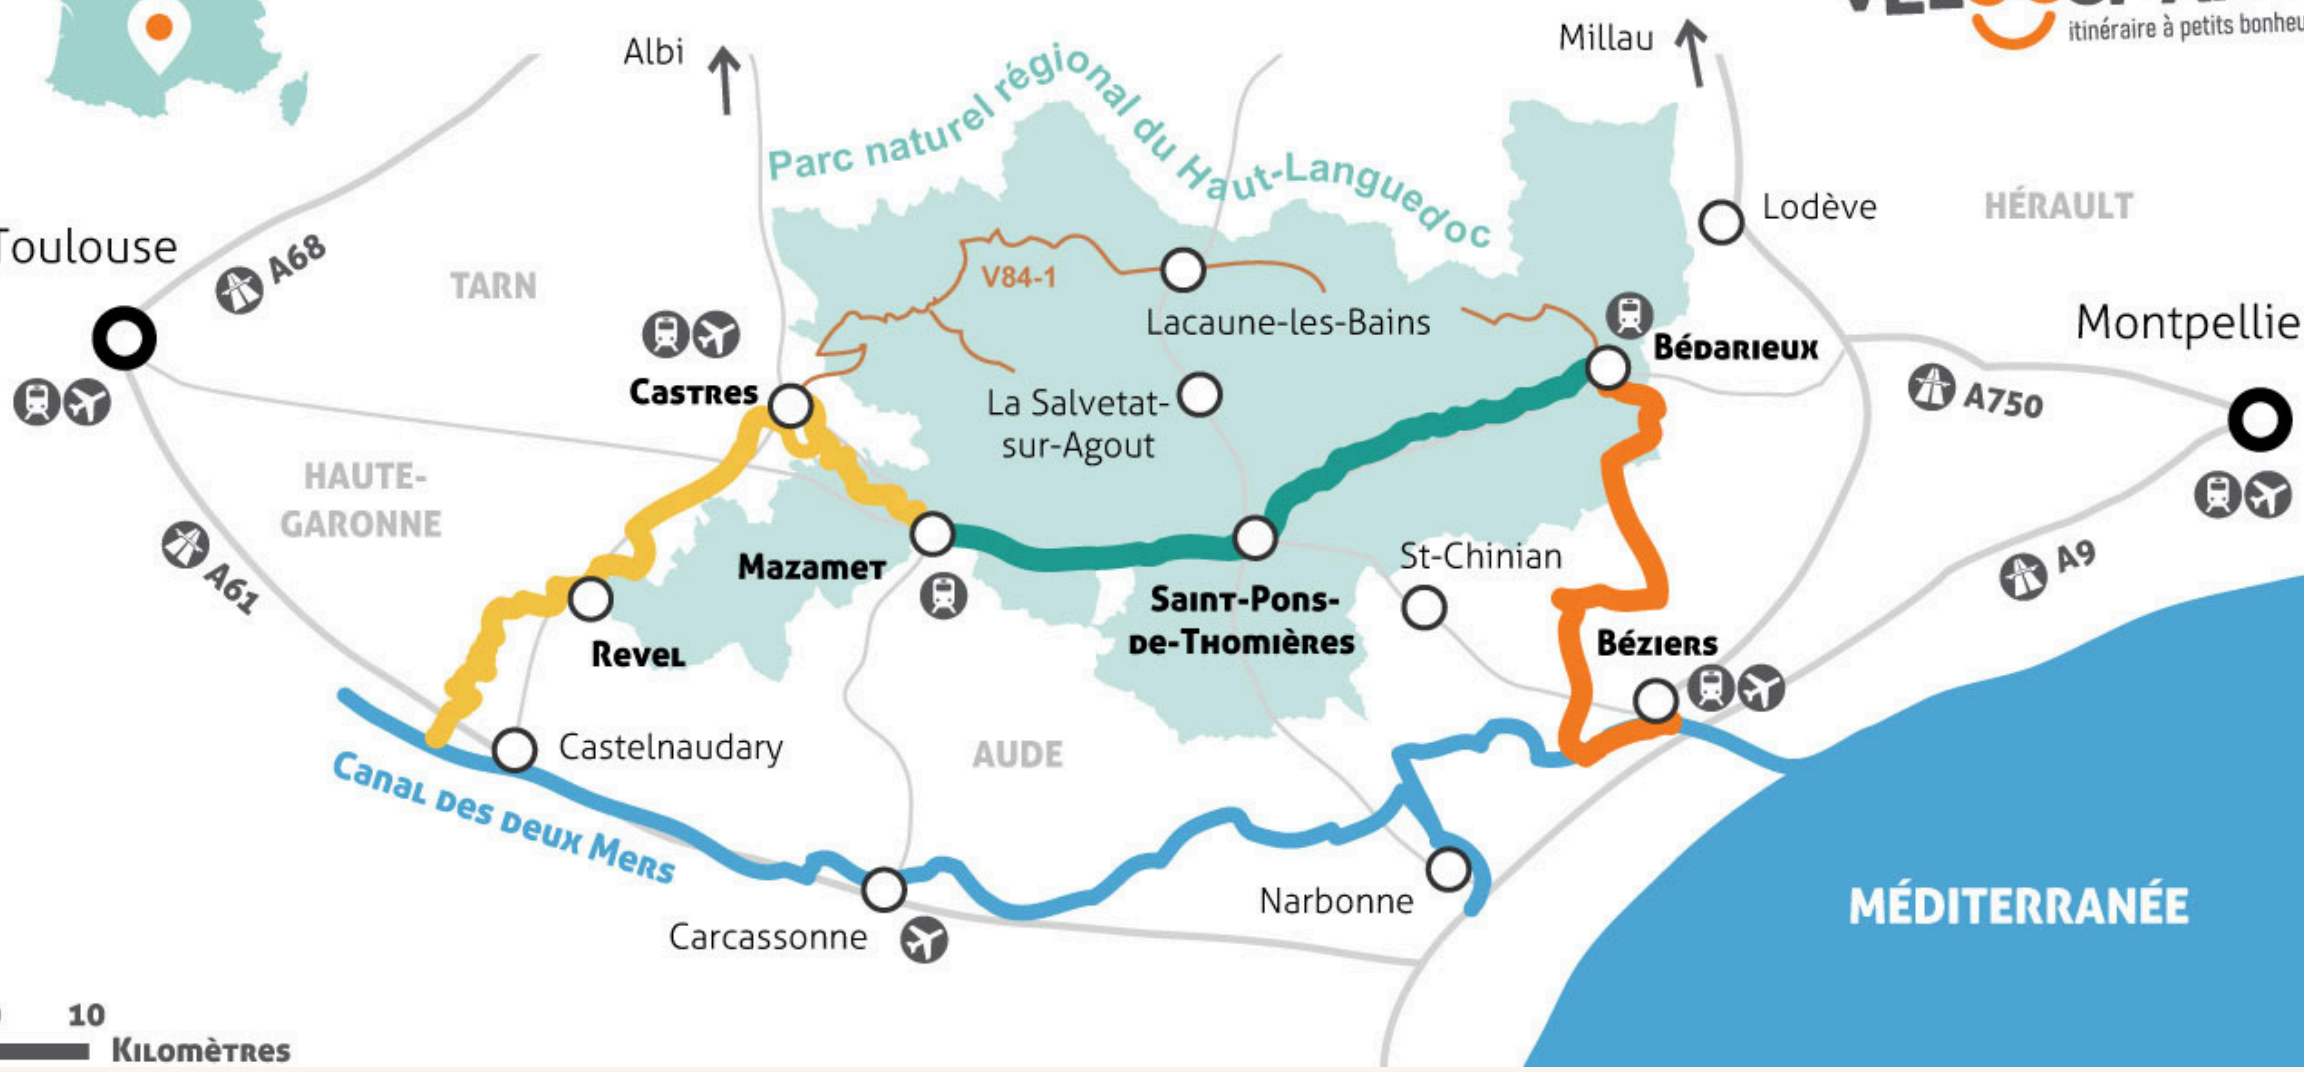 Albi
Millau
itinéraire à petits bonheu
Parc naturel régional du Haut-Languedoc
Lodève
HÉRAULT
Toulouse
A68
TARN
V84-1
Lacaune-les-Bains
Montpellie
Bédarieux
Castres
La Salvetat-
sur-Agout
A750
HAUTE-
GARONNE
A61
Mazamet
St-Chinian
A9
Saint-Pons-
de-Thomières
Béziers
Revel
Castelnaudary
AUDE
Canal des deux Mers
Narbonne
MÉDITERRANÉE
Carcassonne
10
Kilomètres